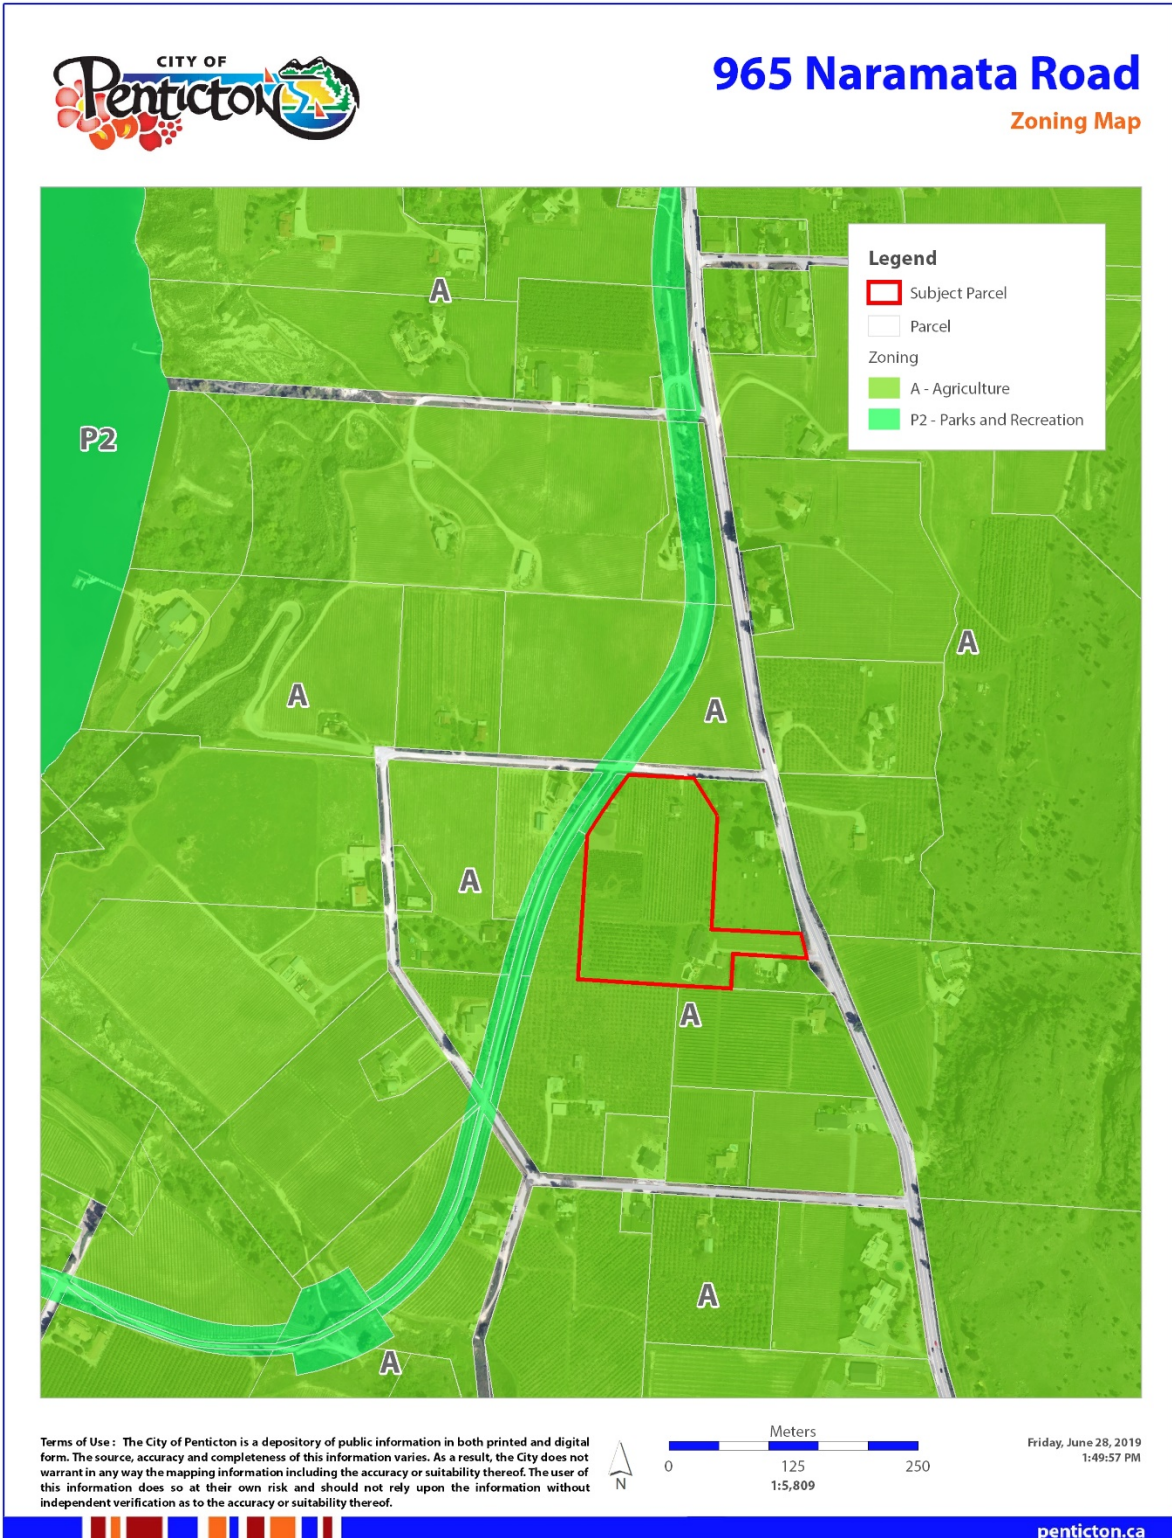 CITY OF
Penticton
965 Naramata Road
Zoning Map
Legend
Subject Parcel
Parcel
Zoning
A - Agriculture
P2 - Parks and Recreation
A
P2
A
A
A
A
A
A
A
Terms of Use : The City of Penticton is a depository of public information in both printed and digital
form. The source, accuracy and completeness of this information varies. As a result, the City does not
warrant in any way the mapping information including the accuracy or suitability thereof. The user of
this information does so at their own risk and should not rely upon the information without
independent verification as to the accuracy or suitability thereof.
N
Meters
0 125 250
1:5,809
Friday, June 28, 2019
1:49:57 PM
penticton.ca